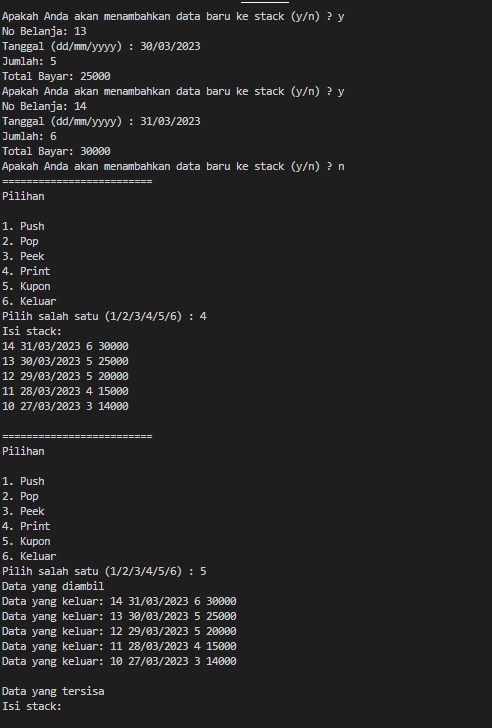 Apakah Anda akan menambahkan data baru ke stack (y/n) ? y
No Belanja: 13
Tanggal (dd/mm/yyyy) : 30/03/2023
Jumlah: 5
Total Bayar: 25000
Apakah Anda akan menambahkan data baru ke stack (y/n) ? y
No Belanja: 14
Tanggal (dd/mm/yyyy) : 31/03/2023
Jumlah: 6
Total Bayar: 30000
Apakah Anda akan menambahkan data baru ke stack (y/n) ? n
=========================
Pilihan
1. Push
2. Pop
3. Peek
4. Print
5. Kupon
6. Keluar
Pilih salah satu (1/2/3/4/5/6) : 4
Isi stack:
14 31/03/2023 6 30000
13 30/03/2023 5 25000
12 29/03/2023 5 20000
11 28/03/2023 4 15000
10 27/03/2023 3 14000
=========================
Pilihan
1. Push
2. Pop
3. Peek
4. Print
5. Kupon
6. Keluar
Pilih salah satu (1/2/3/4/5/6) : 5
Data yang diambil
Data yang keluar: 14 31/03/2023 6 30000
Data yang keluar: 13 30/03/2023 5 25000
Data yang keluar: 12 29/03/2023 5 20000
Data yang keluar: 11 28/03/2023 4 15000
Data yang keluar: 10 27/03/2023 3 14000
Data yang tersisa
Isi stack: